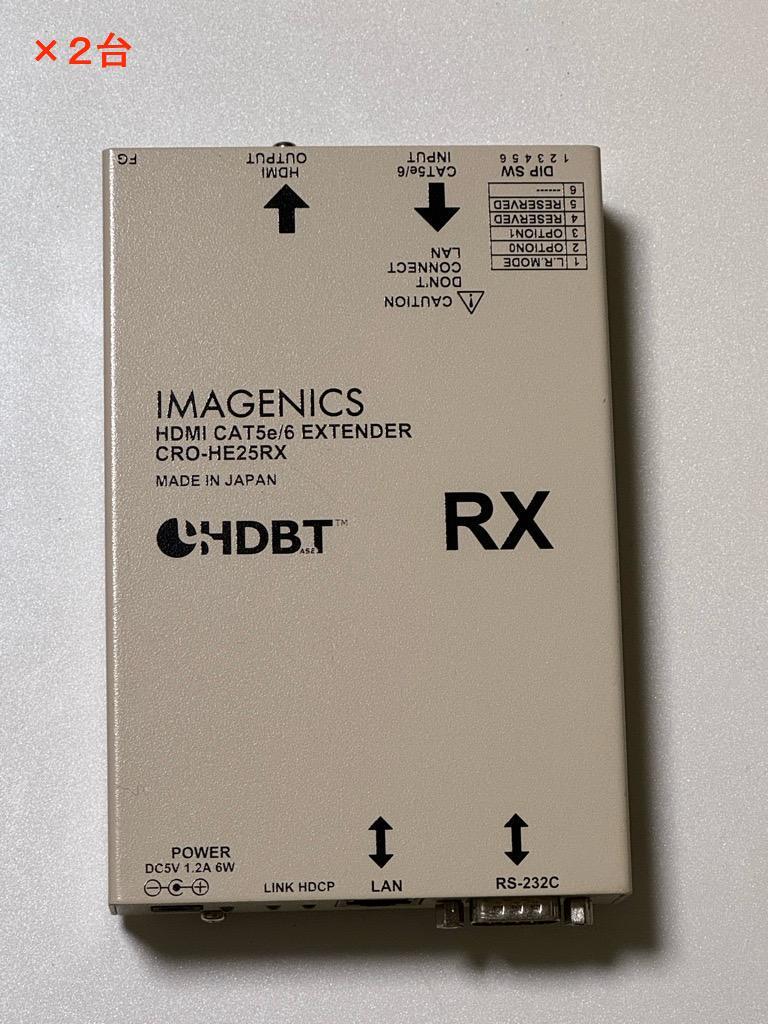 ×2台
FG
HDMI
OUTPUT
CAT5e/6
INPUT
DIP SW
1 2 3 4 5 6
6 ------
5 RESERVED
4 RESERVED
3 OPTION1
2 OPTION0
1 L.R.MODE
CAUTION
DON'T
CONNECT
LAN
IMAGENICS
HDMI CAT5e/6 EXTENDER
CRO-HE25RX
MADE IN JAPAN
HDBT™
ASE
RX
POWER
DC5V 1.2A 6W
LINK HDCP
LAN
RS-232C